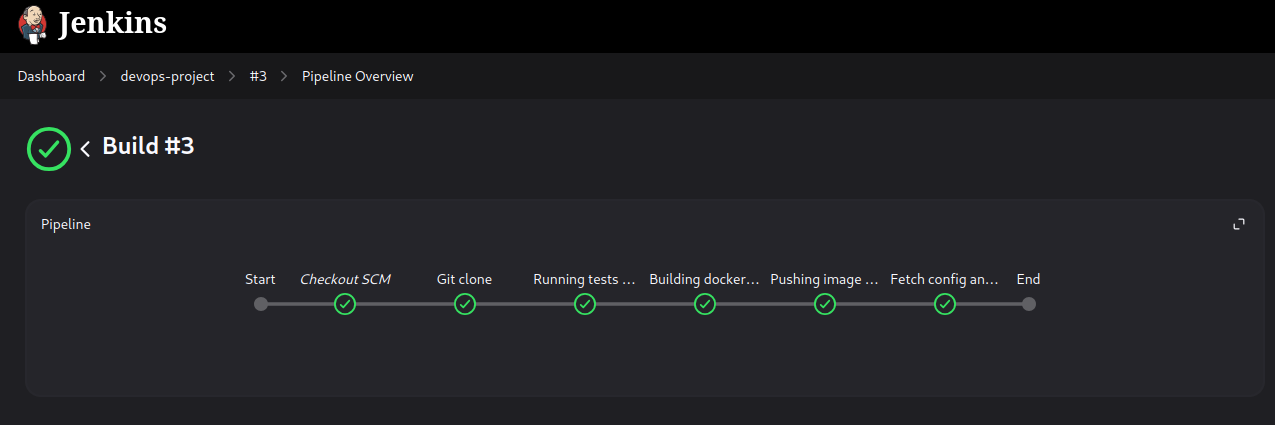 Jenkins
Dashboard > devops-project > #3 > Pipeline Overview
Build #3
Pipeline
Start Checkout SCM Git clone Running tests ... Building docker... Pushing image ... Fetch config an... End